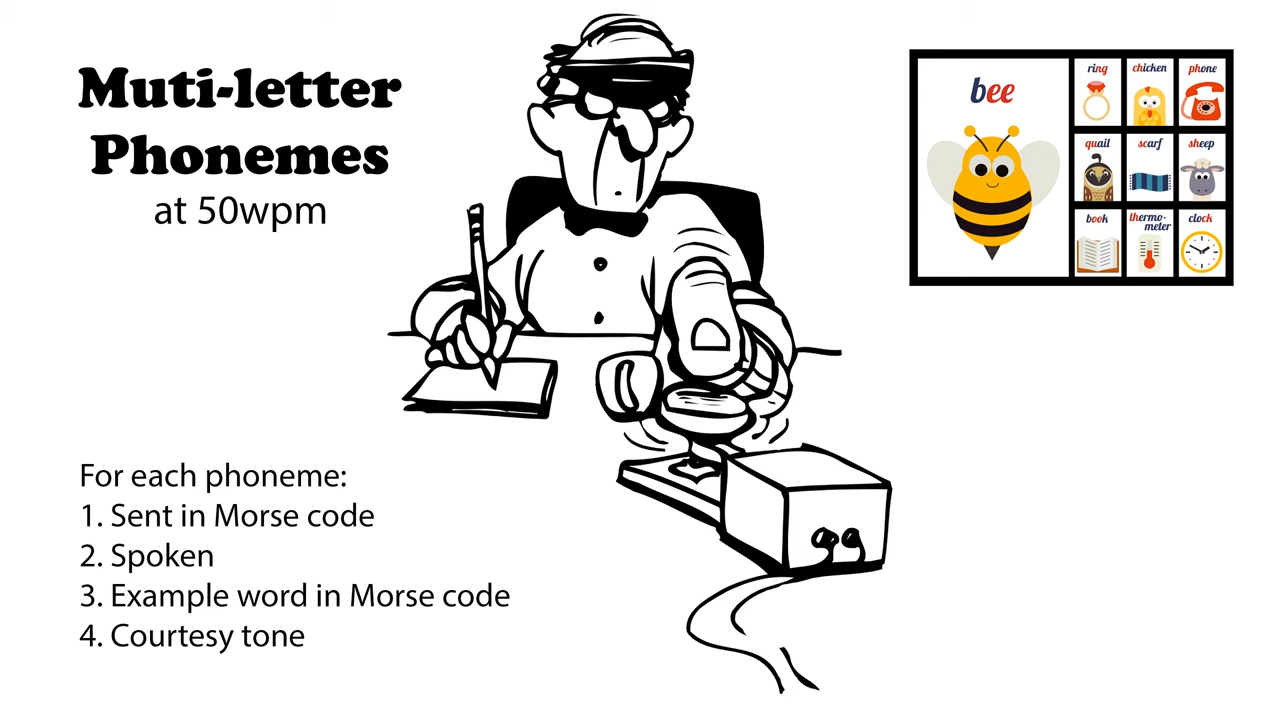 Muti-letter
Phonemes
at 50wpm
bee
ring
chicken
phone
quail
scarf
sheep
book
thermo-
meter
clock
For each phoneme:
1. Sent in Morse code
2. Spoken
3. Example word in Morse code
4. Courtesy tone